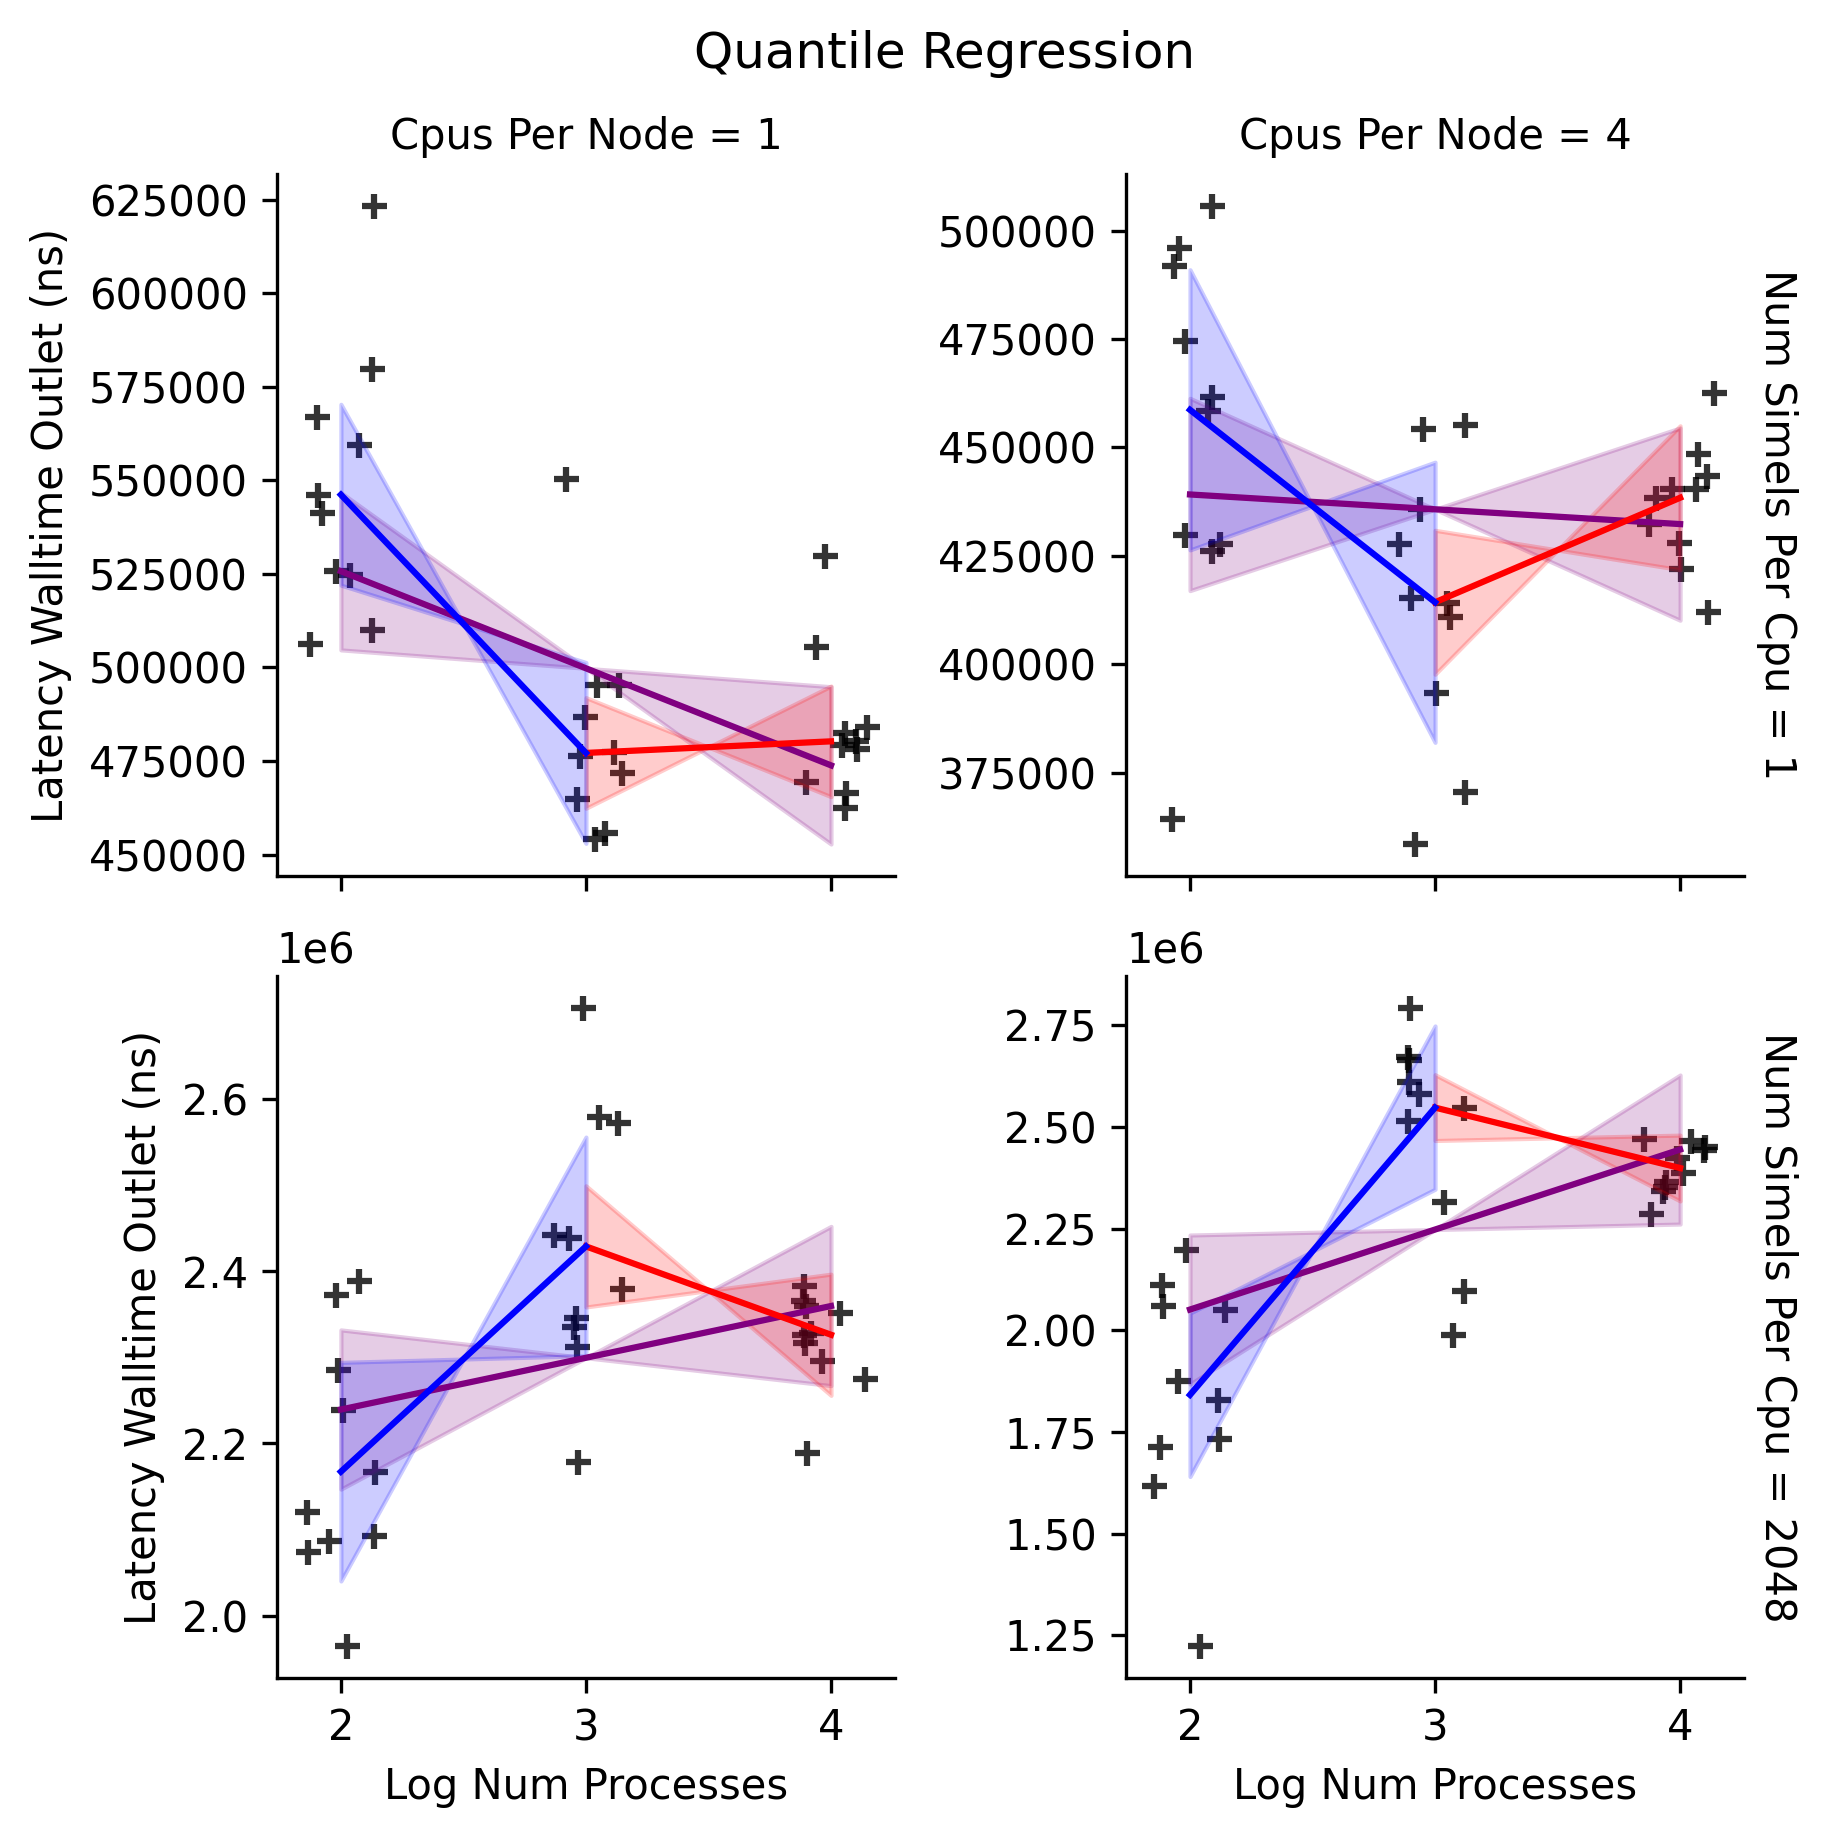 Quantile Regression
Cpus Per Node = 1
Cpus Per Node = 4
Latency Walltime Outlet (ns)
625000
600000
575000
550000
525000
500000
475000
450000
500000
475000
450000
425000
400000
375000
Num Simels Per Cpu = 1
Latency Walltime Outlet (ns)
1e6
2.6
2.4
2.2
2.0
2
3
4
Log Num Processes
1e6
2.75
2.50
2.25
2.00
1.75
1.50
1.25
2
3
4
Log Num Processes
Num Simels Per Cpu = 2048